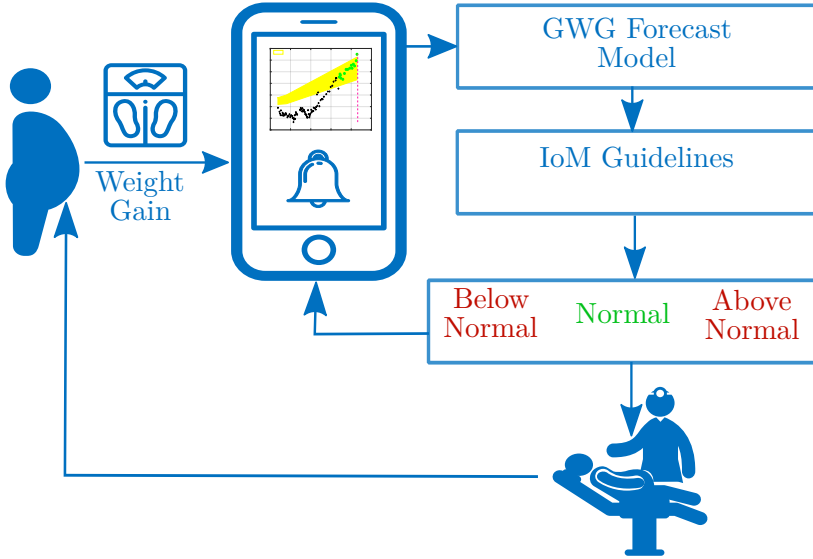 GWG Forecast
Model
IoM Guidelines
Weight
Gain
Below
Normal
Normal
Above
Normal